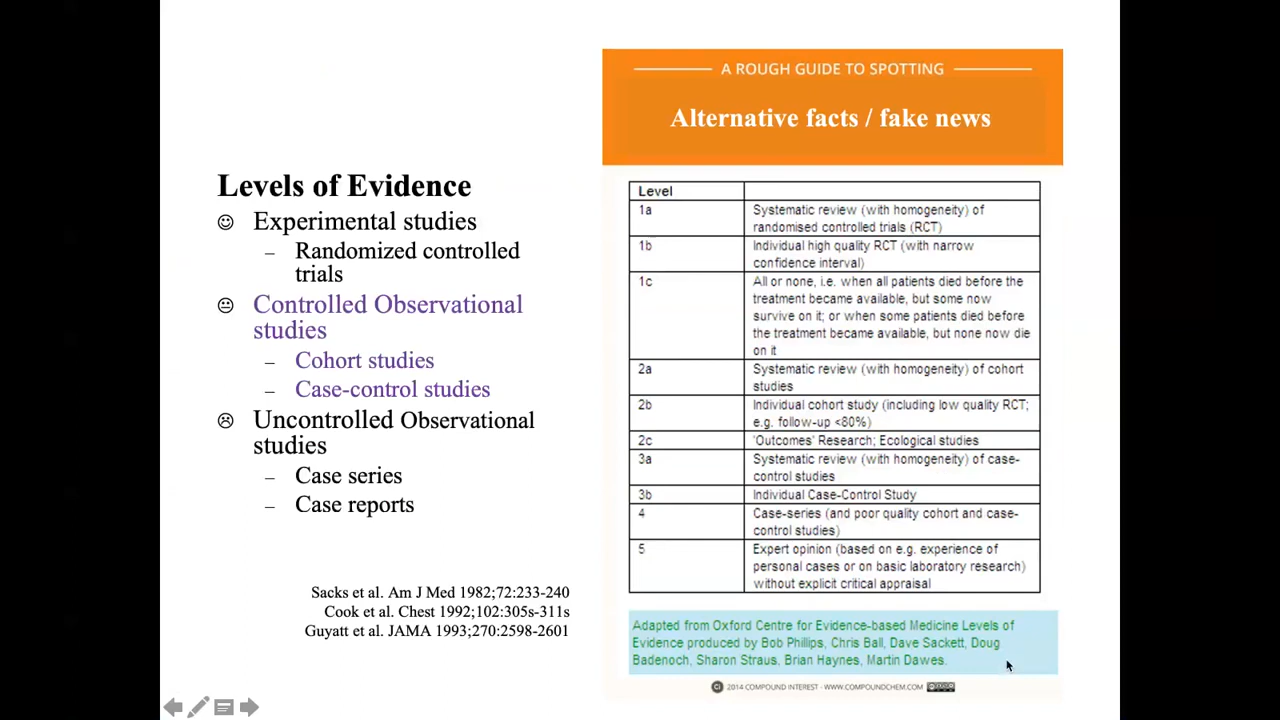 Levels of Evidence
☺ Experimental studies
– Randomized controlled
trials
😐 Controlled Observational
studies
– Cohort studies
– Case-control studies
☹ Uncontrolled Observational
studies
– Case series
– Case reports
Sacks et al. Am J Med 1982;72:233-240
Cook et al. Chest 1992;102:305s-311s
Guyatt et al. JAMA 1993;270:2598-2601
A ROUGH GUIDE TO SPOTTING
Alternative facts / fake news
Level
1a Systematic review (with homogeneity) of
randomised controlled trials (RCT)
1b Individual high quality RCT (with narrow
confidence interval)
1c All or none, i.e. when all patients died before the
treatment became available, but some now
survive on it; or when some patients died before
the treatment became available, but none now die
on it
2a Systematic review (with homogeneity) of cohort
studies
2b Individual cohort study (including low quality RCT;
e.g. follow-up <80%)
2c 'Outcomes' Research; Ecological studies
3a Systematic review (with homogeneity) of case-
control studies
3b Individual Case-Control Study
4 Case-series (and poor quality cohort and case-
control studies)
5 Expert opinion (based on e.g. experience of
personal cases or on basic laboratory research)
without explicit critical appraisal
Adapted from Oxford Centre for Evidence-based Medicine Levels of
Evidence produced by Bob Phillips, Chris Ball, Dave Sackett, Doug
Badenoch, Sharon Straus, Brian Haynes, Martin Dawes.
Ci 2014 COMPOUND INTEREST - WWW.COMPOUNDCHEM.COM